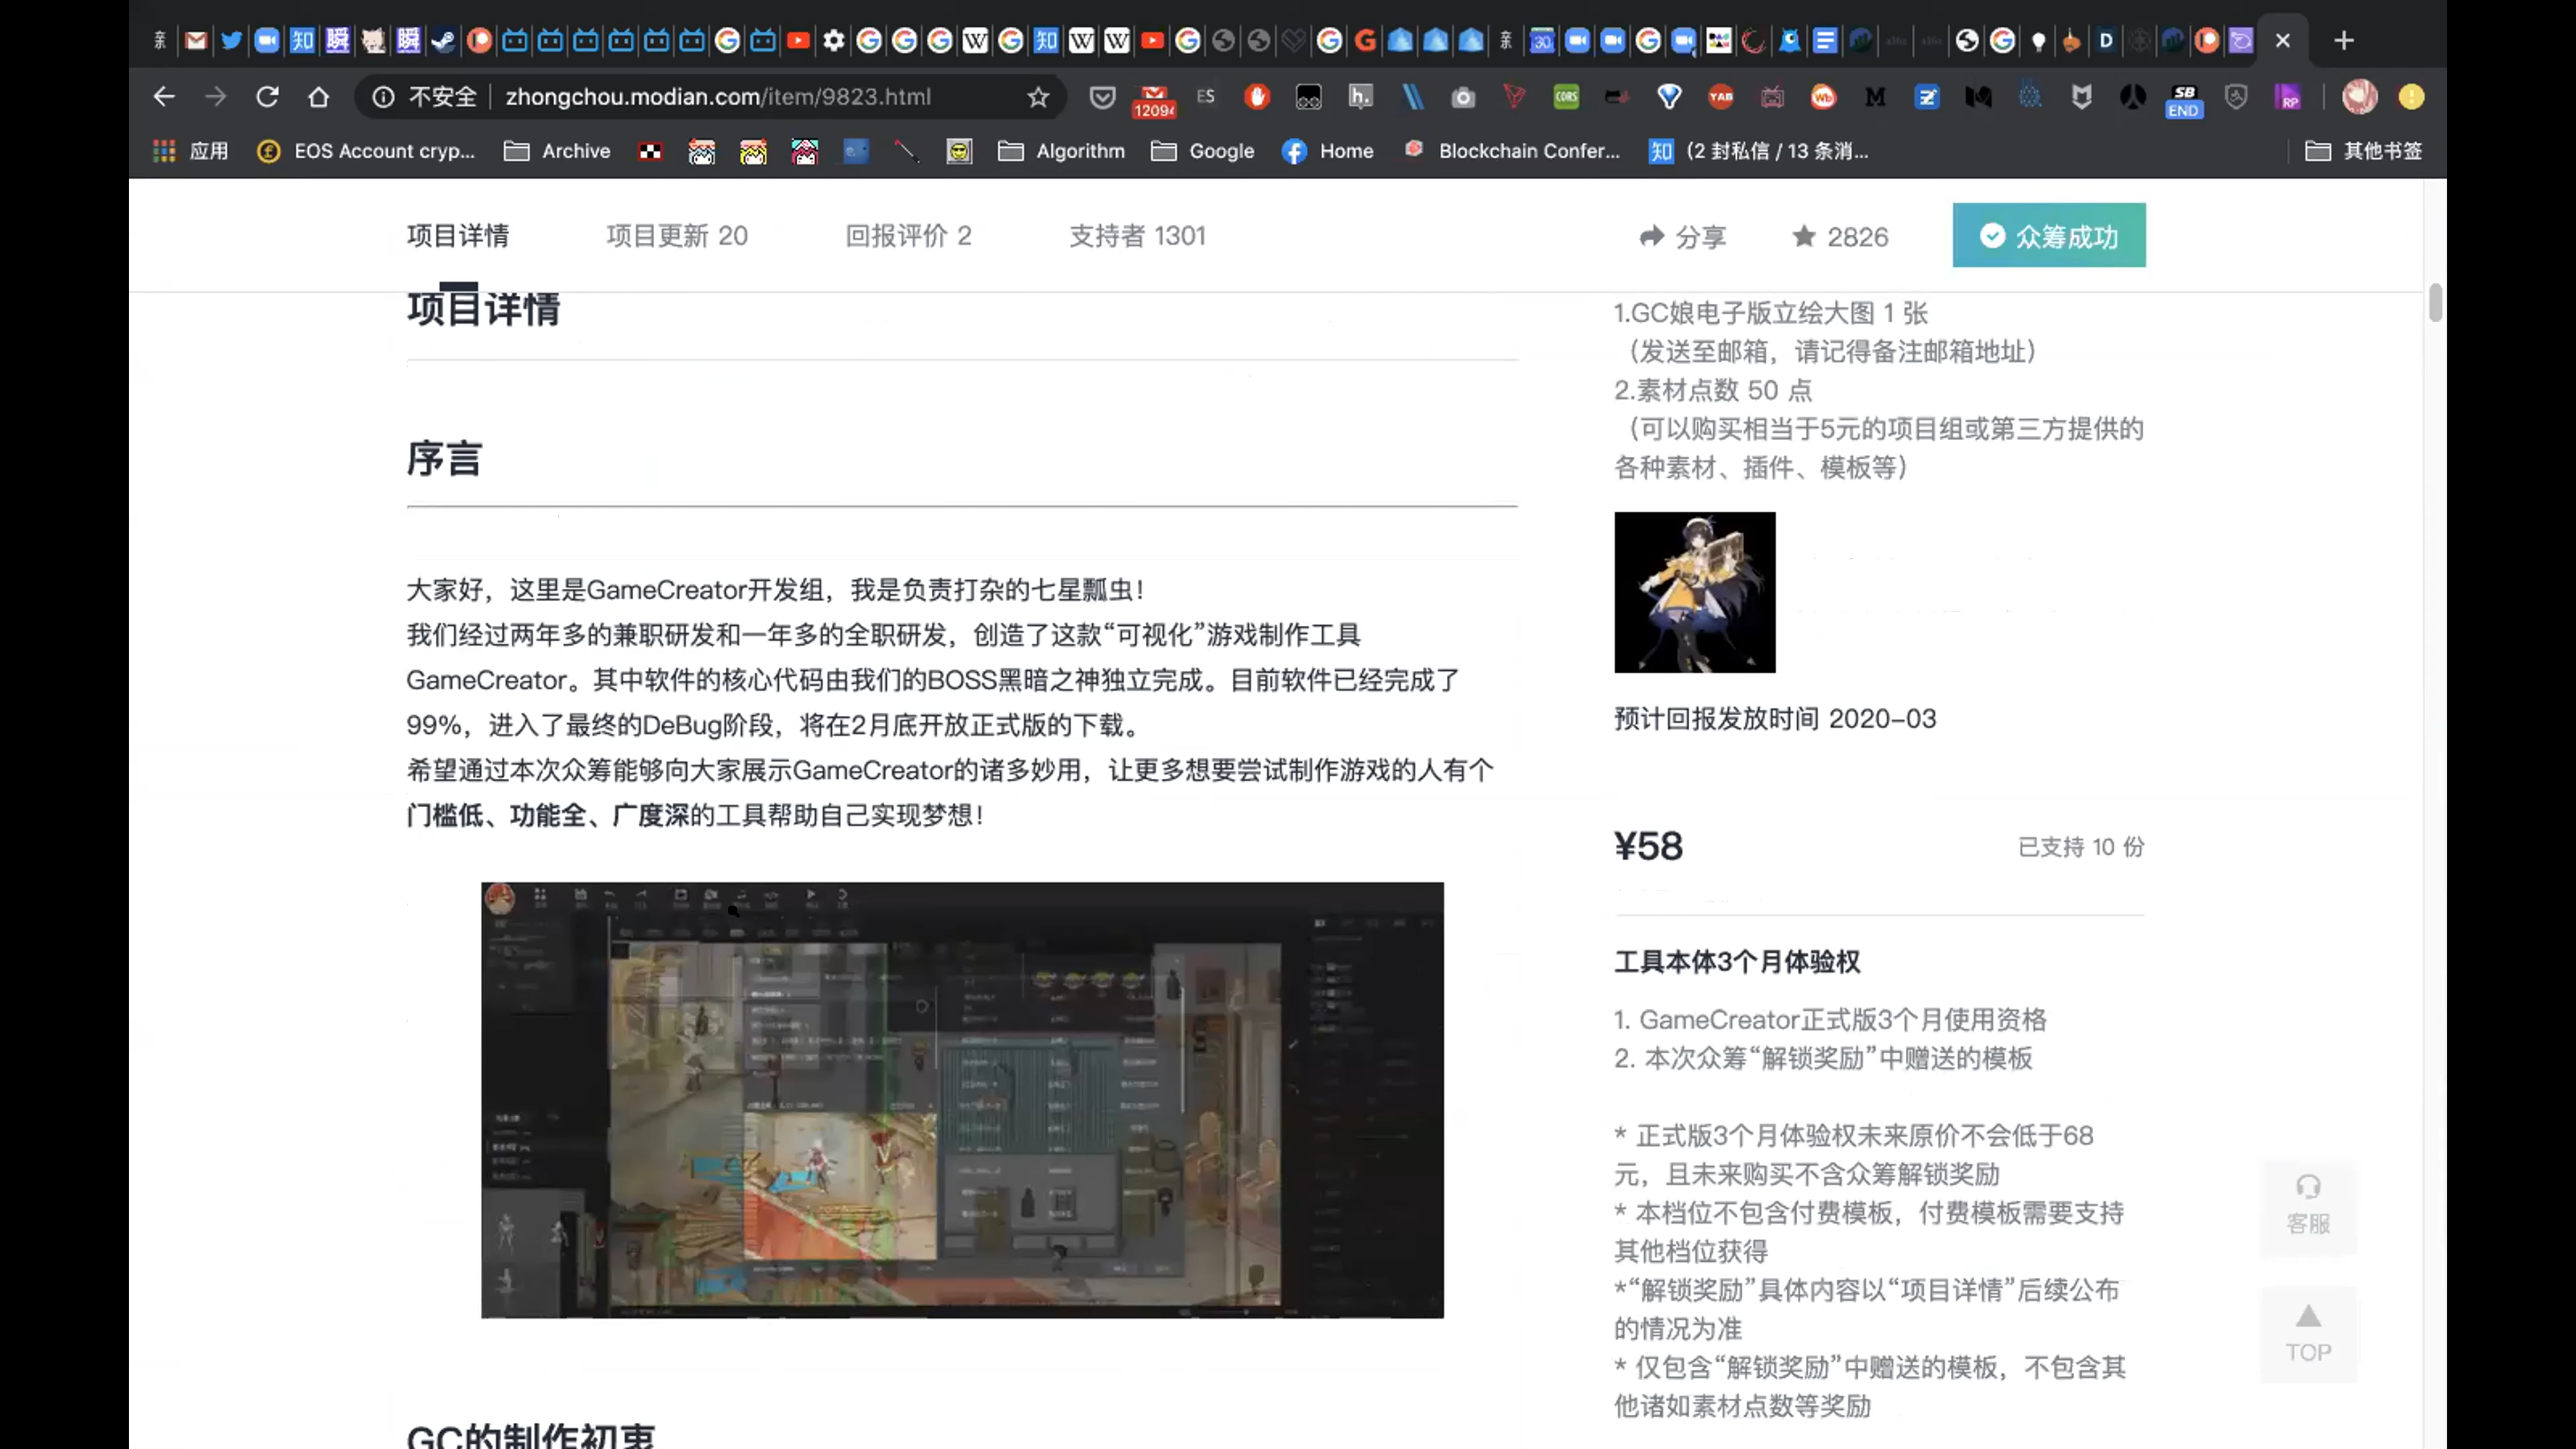 不安全
zhongchou.modian.com/item/9823.html
12094
ES
h.
CORS
YAB
Wb
M
SB
END
RP
应用
EOS Account cryp...
Archive
Algorithm
Google
Home
Blockchain Confer...
知
(2 封私信 / 13 条消...
其他书签
项目详情
项目更新 20
回报评价 2
支持者 1301
分享
2826
众筹成功
项目详情
序言
大家好，这里是GameCreator开发组，我是负责打杂的七星瓢虫！
我们经过两年多的兼职研发和一年多的全职研发，创造了这款“可视化”游戏制作工具
GameCreator。其中软件的核心代码由我们的BOSS黑暗之神独立完成。目前软件已经完成了
99%，进入了最终的DeBug阶段，将在2月底开放正式版的下载。
希望通过本次众筹能够向大家展示GameCreator的诸多妙用，让更多想要尝试制作游戏的人有个
门槛低、功能全、广度深的工具帮助自己实现梦想！
GC的制作初衷
1.GC娘电子版立绘大图 1 张
（发送至邮箱，请记得备注邮箱地址）
2.素材点数 50 点
（可以购买相当于5元的项目组或第三方提供的
各种素材、插件、模板等）
预计回报发放时间 2020-03
¥58
已支持 10 份
工具本体3个月体验权
1. GameCreator正式版3个月使用资格
2. 本次众筹“解锁奖励”中赠送的模板
* 正式版3个月体验权未来原价不会低于68
元，且未来购买不含众筹解锁奖励
* 本档位不包含付费模板，付费模板需要支持
其他档位获得
*“解锁奖励”具体内容以“项目详情”后续公布
的情况为准
* 仅包含“解锁奖励”中赠送的模板，不包含其
他诸如素材点数等奖励
客服
TOP